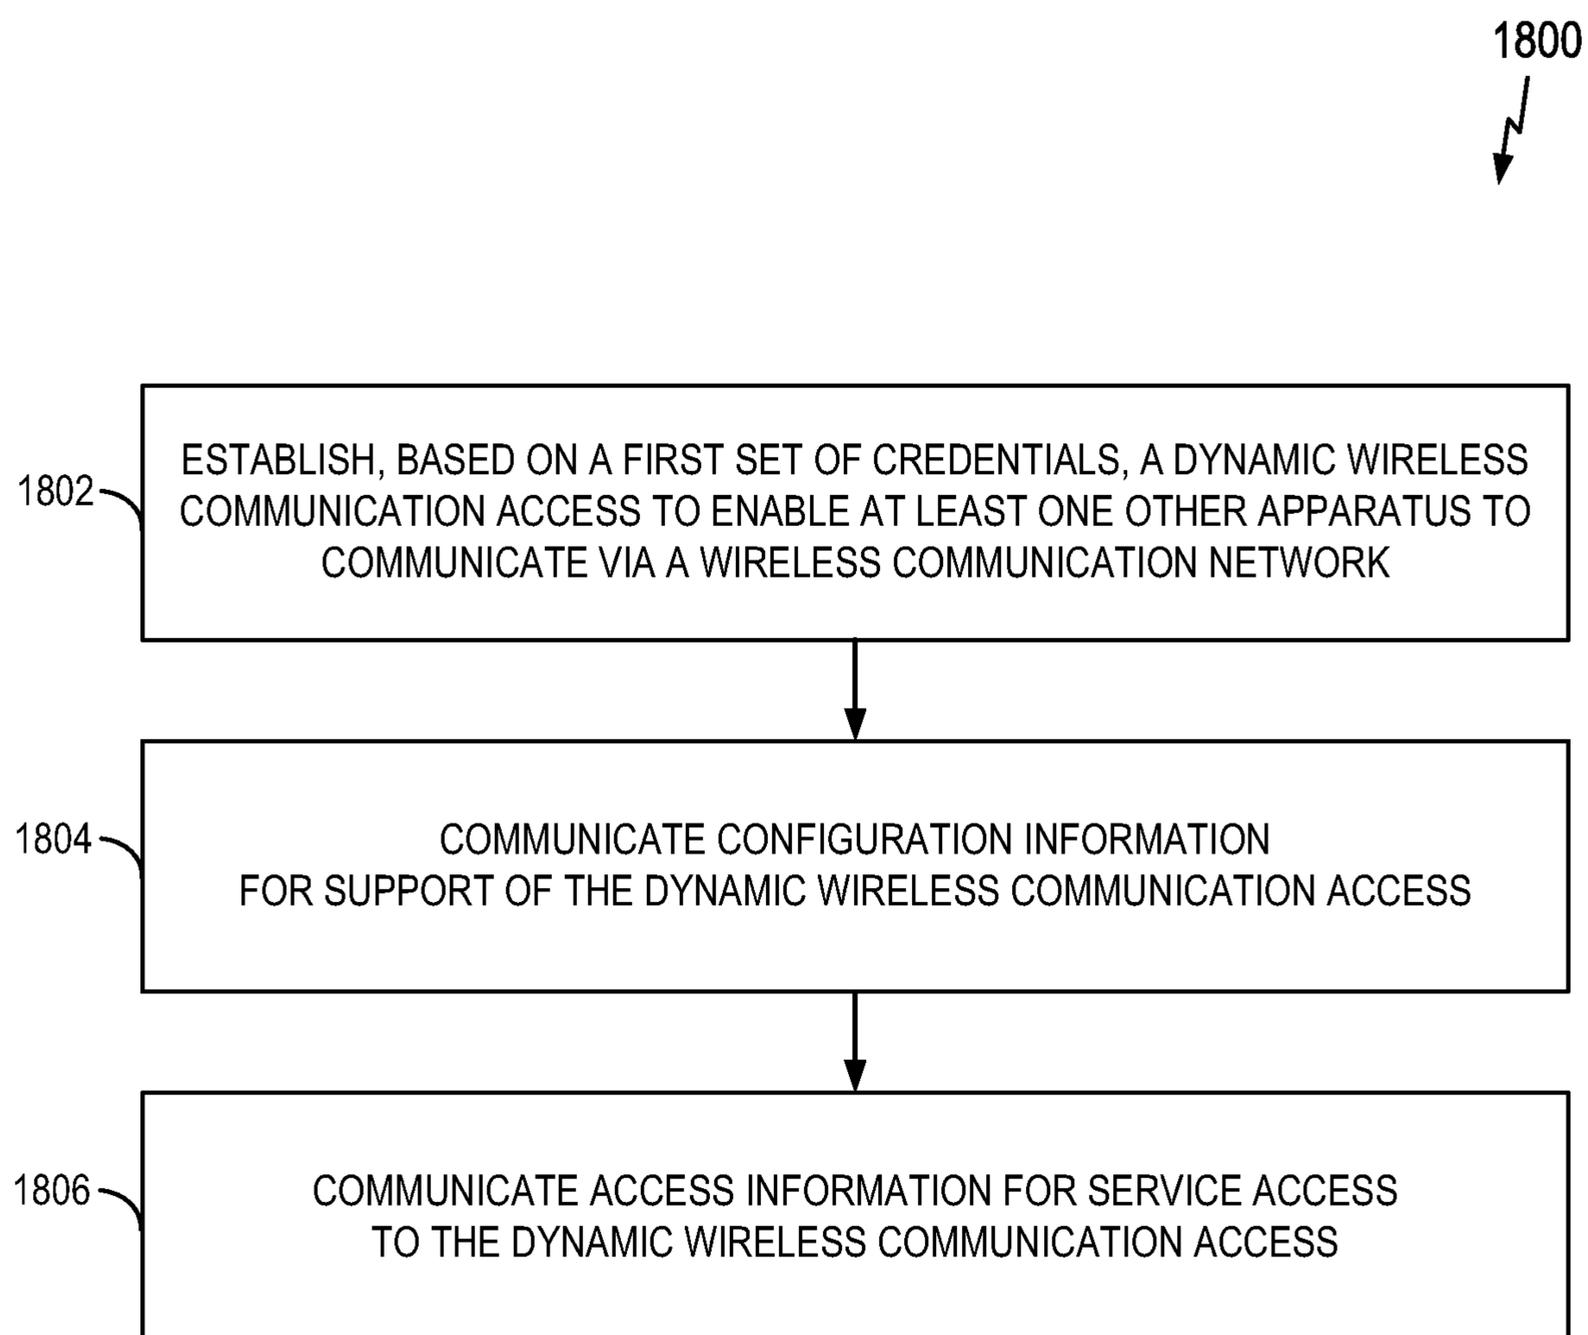 1800
1802
ESTABLISH, BASED ON A FIRST SET OF CREDENTIALS, A DYNAMIC WIRELESS
COMMUNICATION ACCESS TO ENABLE AT LEAST ONE OTHER APPARATUS TO
COMMUNICATE VIA A WIRELESS COMMUNICATION NETWORK
1804
COMMUNICATE CONFIGURATION INFORMATION
FOR SUPPORT OF THE DYNAMIC WIRELESS COMMUNICATION ACCESS
1806
COMMUNICATE ACCESS INFORMATION FOR SERVICE ACCESS
TO THE DYNAMIC WIRELESS COMMUNICATION ACCESS